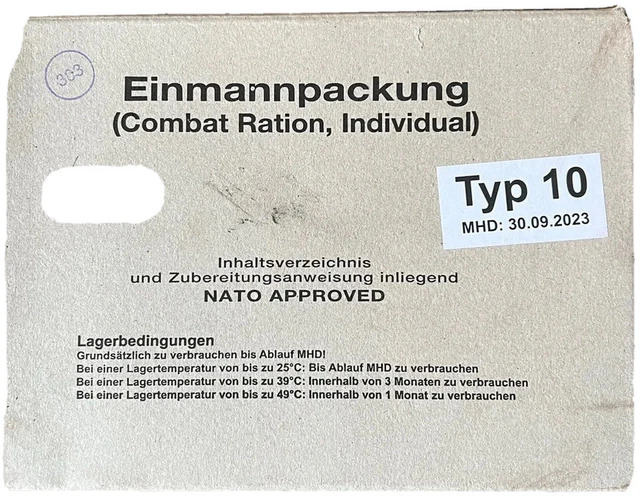 303
Einmannpackung
(Combat Ration, Individual)
Typ 10
MHD: 30.09.2023
Inhaltsverzeichnis
und Zubereitungsanweisung inliegend
NATO APPROVED
Lagerbedingungen
Grundsätzlich zu verbrauchen bis Ablauf MHD!
Bei einer Lagertemperatur von bis zu 25°C: Bis Ablauf MHD zu verbrauchen
Bei einer Lagertemperatur von bis zu 39°C: Innerhalb von 3 Monaten zu verbrauchen
Bei einer Lagertemperatur von bis zu 49°C: Innerhalb von 1 Monat zu verbrauchen